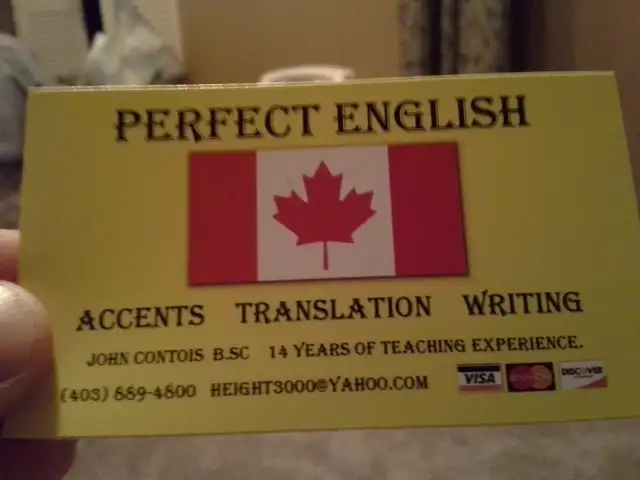 PERFECT ENGLISH
ACCENTS TRANSLATION WRITING
JOHN CONTOIS B.SC 14 YEARS OF TEACHING EXPERIENCE.
(403) 889-4800 HEIGHT3000@YAHOO.COM
VISA MasterCard DISCOVER